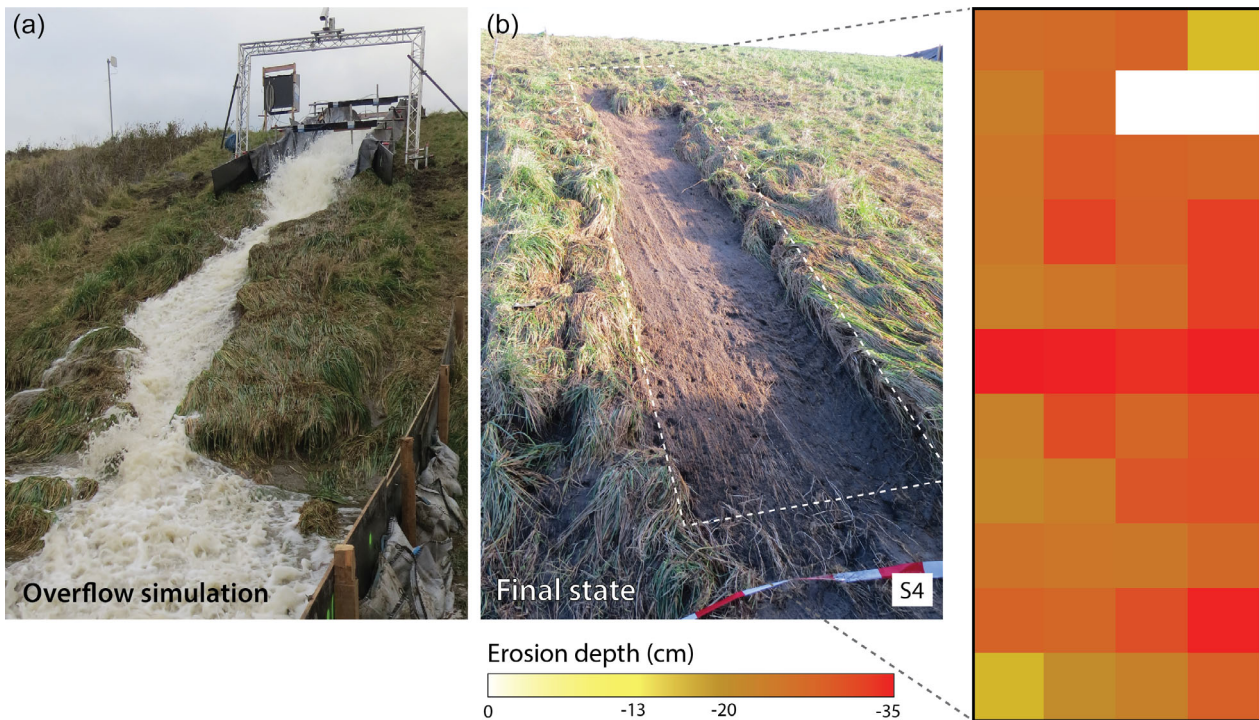 (a)
(b)
Overflow simulation
Final state
S4
Erosion depth (cm)
0 -13 -20 -35